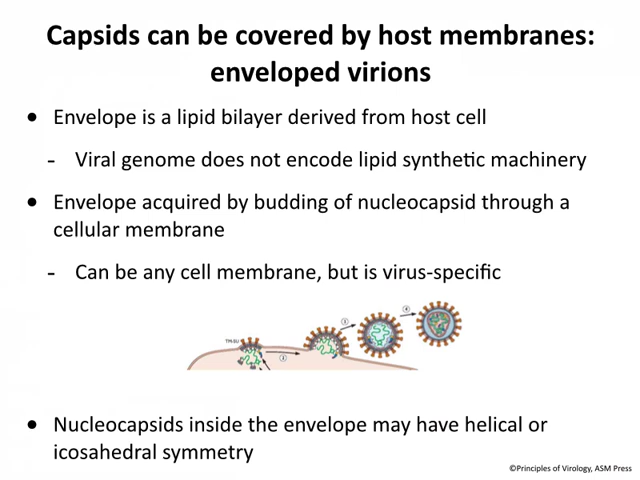 Capsids can be covered by host membranes:
enveloped virions
• Envelope is a lipid bilayer derived from host cell
- Viral genome does not encode lipid synthetic machinery
• Envelope acquired by budding of nucleocapsid through a
cellular membrane
- Can be any cell membrane, but is virus-specific
• Nucleocapsids inside the envelope may have helical or
icosahedral symmetry
©Principles of Virology, ASM Press